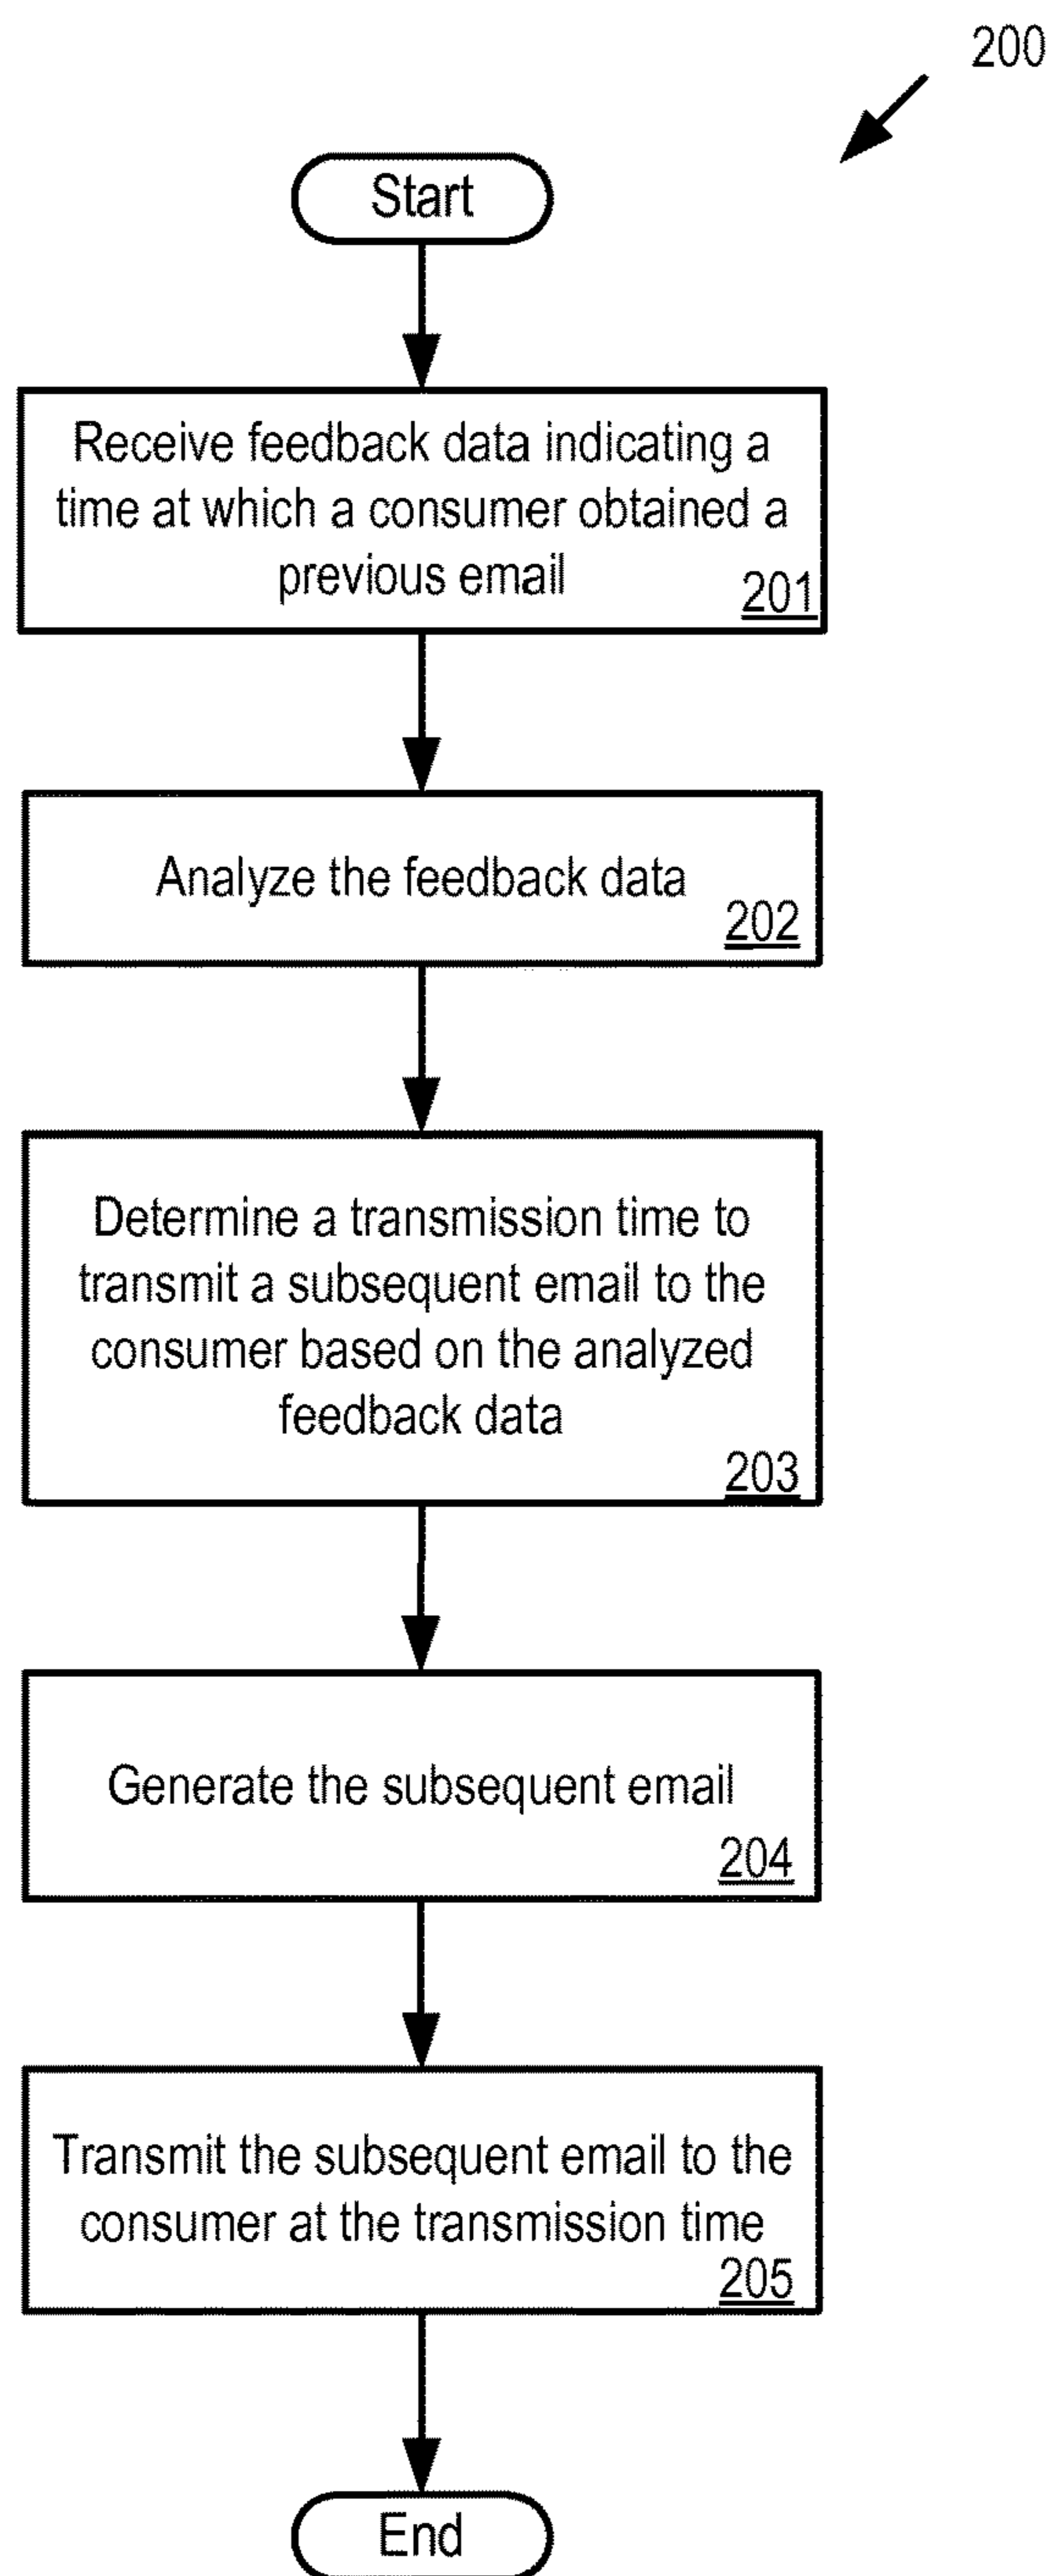 200
Start
Receive feedback data indicating a
time at which a consumer obtained a
previous email
201
Analyze the feedback data
202
Determine a transmission time to
transmit a subsequent email to the
consumer based on the analyzed
feedback data
203
Generate the subsequent email
204
Transmit the subsequent email to the
consumer at the transmission time
205
End